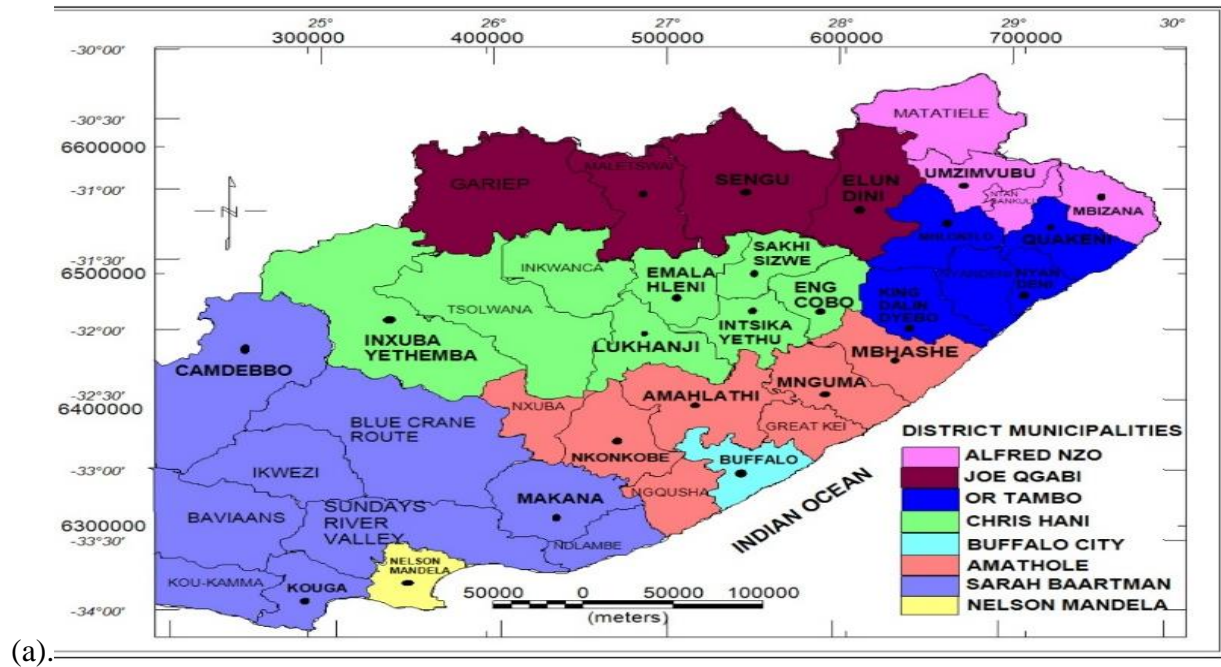 25° 26° 27° 28° 29° 30°
300000 400000 500000 600000 700000
-30°00'
-30°30'
6600000
-31°00'
-31°30'
6500000
-32°00'
-32°30'
6400000
-33°00'
6300000
-33°30'
-34°00'
N
MATATIELE
UMZIMVUBU
MBIZANA
GARIEP
MALETSWAI
SENGU
ELUN
DINI
QUAKENI
NYAN
DENI
KING
DALIN
DYEBO
SAKHI
SIZWE
INKWANCA
EMALA
HLENI
ENG
COBO
TSOLWANA
INTSIKA
YETHU
INXUBA
YETHEMBA
LUKHANJI
MBHASHE
CAMDEBBO
MNGUMA
AMAHLATHI
NXUBA
GREAT KEI
BLUE CRANE
ROUTE
NKONKOBE
BUFFALO
IKWEZI
NGQUSHA
MAKANA
BAVIAANS
SUNDAYS
RIVER
VALLEY
NDLAMBE
NELSON
MANDELA
KOU-KAMMA
KOUGA
INDIAN OCEAN
50000 0 50000 100000
(meters)
DISTRICT MUNICIPALITIES
ALFRED NZO
JOE QGABI
OR TAMBO
CHRIS HANI
BUFFALO CITY
AMATHOLE
SARAH BAARTMAN
NELSON MANDELA
(a).